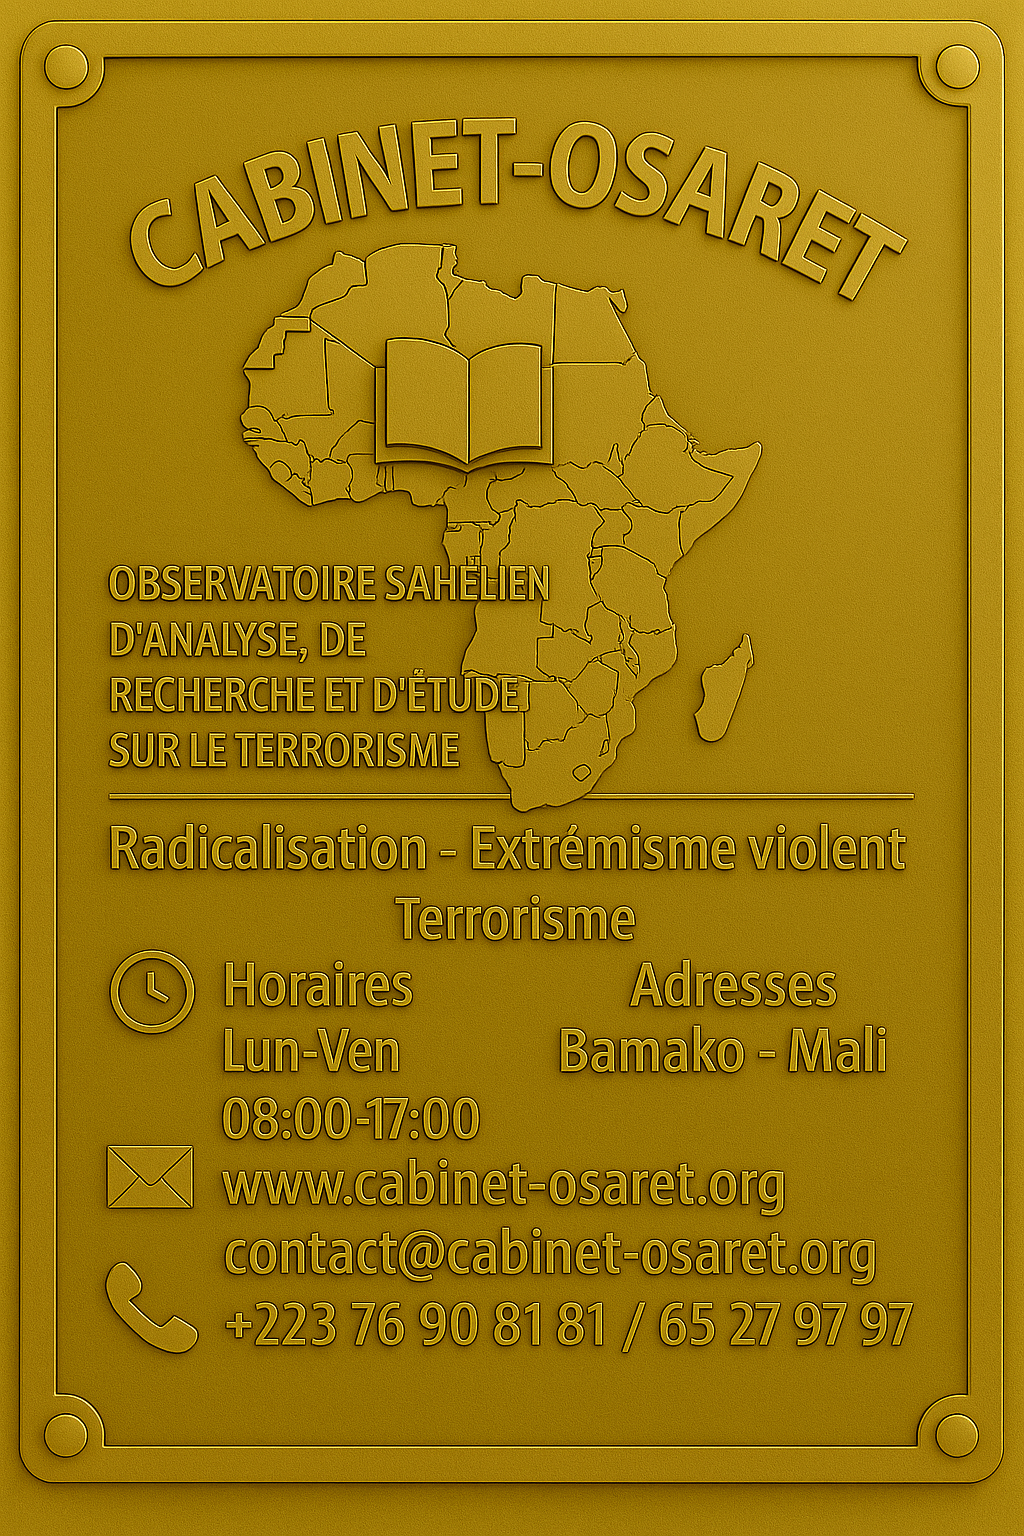 CABINET-OSARET
OBSERVATOIRE SAHÉLIEN
D'ANALYSE, DE
RECHERCHE ET D'ÉTUDE
SUR LE TERRORISME
Radicalisation - Extrémisme violent
Terrorisme
Horaires
Adresses
Lun-Ven
Bamako - Mali
08:00-17:00
www.cabinet-osaret.org
contact@cabinet-osaret.org
+223 76 90 81 81 / 65 27 97 97